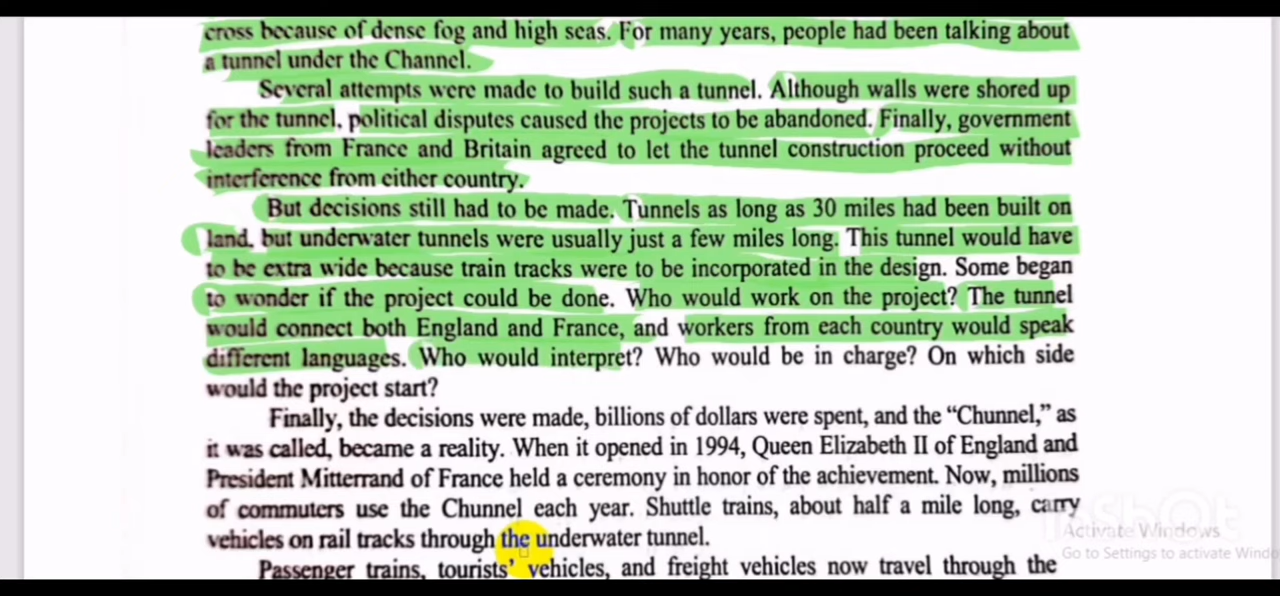 cross because of dense fog and high seas. For many years, people had been talking about
a tunnel under the Channel.
Several attempts were made to build such a tunnel. Although walls were shored up
for the tunnel, political disputes caused the projects to be abandoned. Finally, government
leaders from France and Britain agreed to let the tunnel construction proceed without
interference from either country.
But decisions still had to be made. Tunnels as long as 30 miles had been built on
land, but underwater tunnels were usually just a few miles long. This tunnel would have
to be extra wide because train tracks were to be incorporated in the design. Some began
to wonder if the project could be done. Who would work on the project? The tunnel
would connect both England and France, and workers from each country would speak
different languages. Who would interpret? Who would be in charge? On which side
would the project start?
Finally, the decisions were made, billions of dollars were spent, and the “Chunnel,” as
it was called, became a reality. When it opened in 1994, Queen Elizabeth II of England and
President Mitterrand of France held a ceremony in honor of the achievement. Now, millions
of commuters use the Chunnel each year. Shuttle trains, about half a mile long, carry
vehicles on rail tracks through the underwater tunnel.
Passenger trains, tourists’ vehicles, and freight vehicles now travel through the
InShOt
Activate Windows
Go to Settings to activate Windo